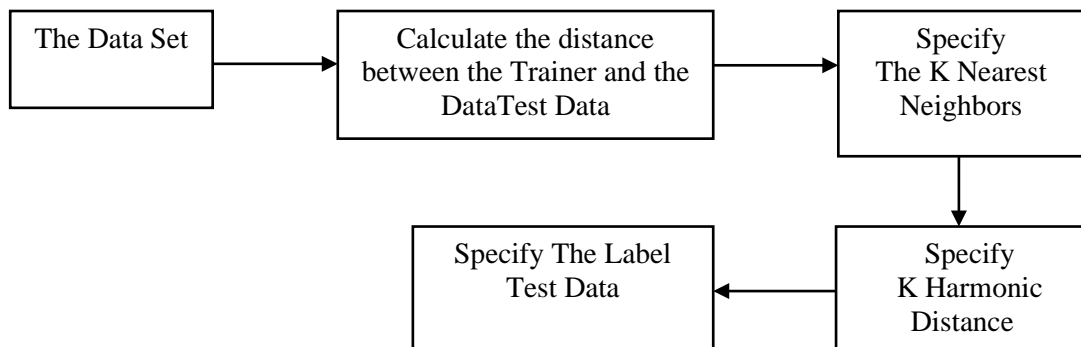 The Data Set
Calculate the distance
between the Trainer and the
DataTest Data
Specify
The K Nearest
Neighbors
Specify
K Harmonic
Distance
Specify The Label
Test Data